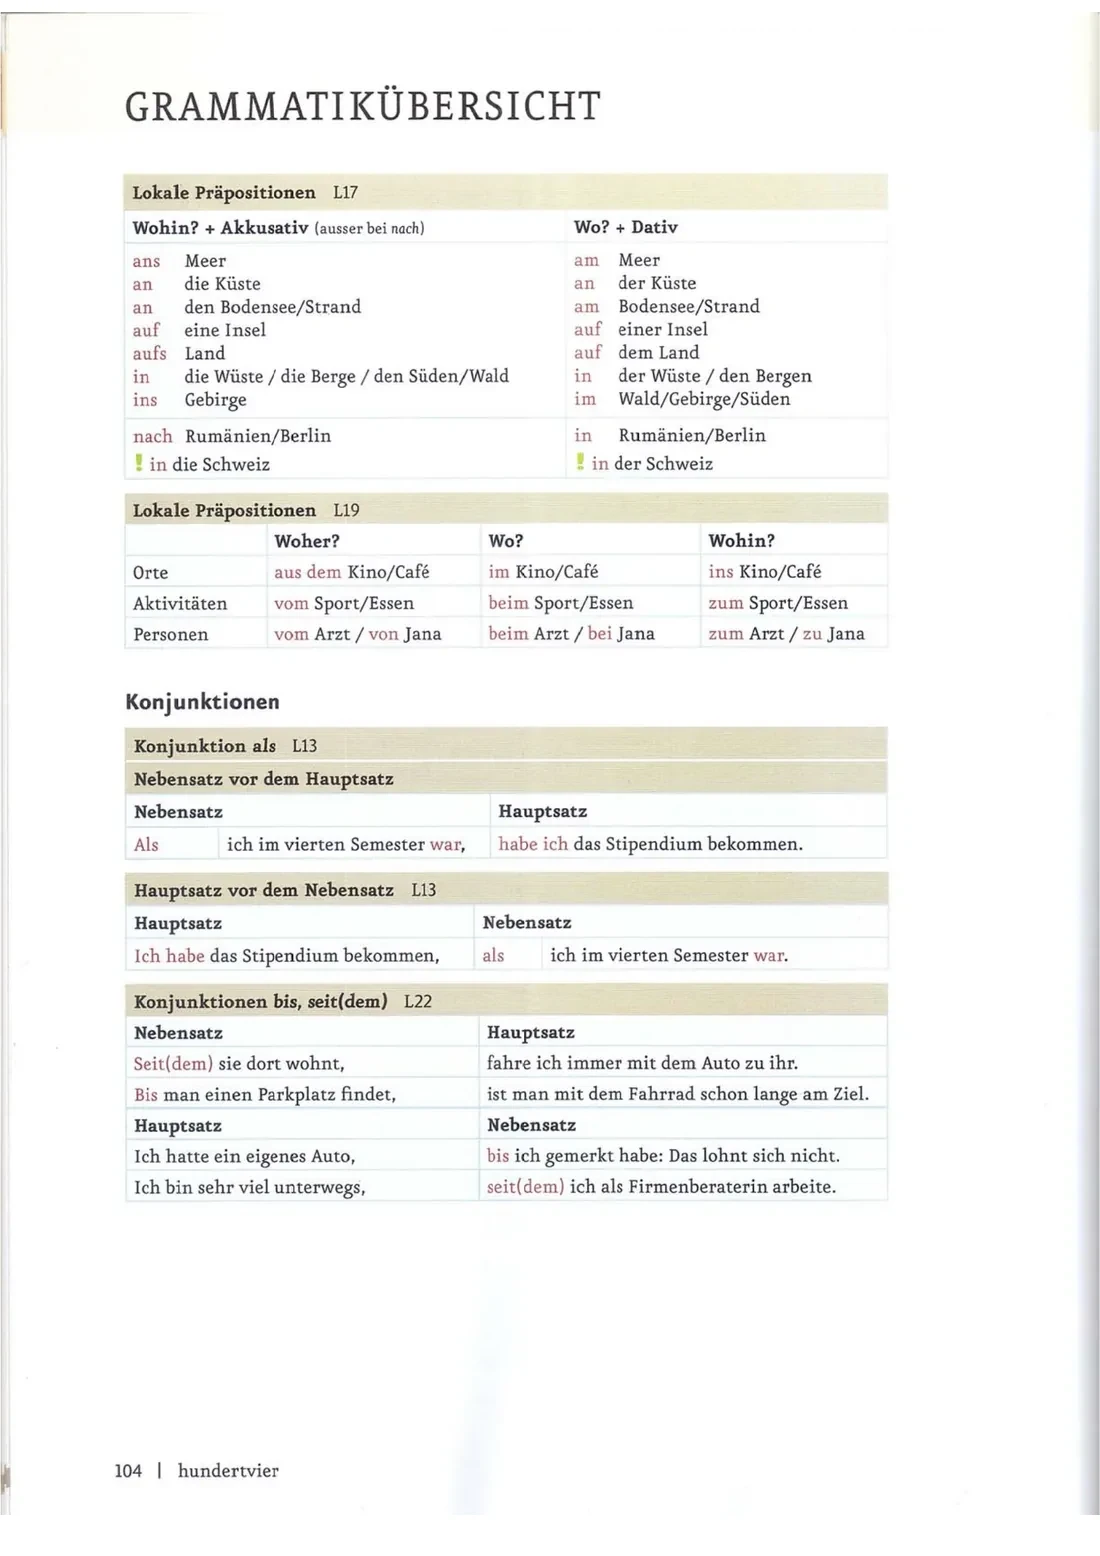 GRAMMATIKÜBERSICHT
Lokale Präpositionen L17
Wohin? + Akkusativ (ausser bei nach) Wo? + Dativ
ans Meer am Meer
an die Küste an der Küste
an den Bodensee/Strand am Bodensee/Strand
auf eine Insel auf einer Insel
aufs Land auf dem Land
in die Wüste / die Berge / den Süden/Wald in der Wüste / den Bergen
ins Gebirge im Wald/Gebirge/Süden
nach Rumänien/Berlin in Rumänien/Berlin
! in die Schweiz ! in der Schweiz
Lokale Präpositionen L19
Woher? Wo? Wohin?
Orte aus dem Kino/Café im Kino/Café ins Kino/Café
Aktivitäten vom Sport/Essen beim Sport/Essen zum Sport/Essen
Personen vom Arzt / von Jana beim Arzt / bei Jana zum Arzt / zu Jana
Konjunktionen
Konjunktion als L13
Nebensatz vor dem Hauptsatz
Nebensatz Hauptsatz
Als ich im vierten Semester war, habe ich das Stipendium bekommen.
Hauptsatz vor dem Nebensatz L13
Hauptsatz Nebensatz
Ich habe das Stipendium bekommen, als ich im vierten Semester war.
Konjunktionen bis, seit(dem) L22
Nebensatz Hauptsatz
Seit(dem) sie dort wohnt, fahre ich immer mit dem Auto zu ihr.
Bis man einen Parkplatz findet, ist man mit dem Fahrrad schon lange am Ziel.
Hauptsatz Nebensatz
Ich hatte ein eigenes Auto, bis ich gemerkt habe: Das lohnt sich nicht.
Ich bin sehr viel unterwegs, seit(dem) ich als Firmenberaterin arbeite.
104 | hundertvier